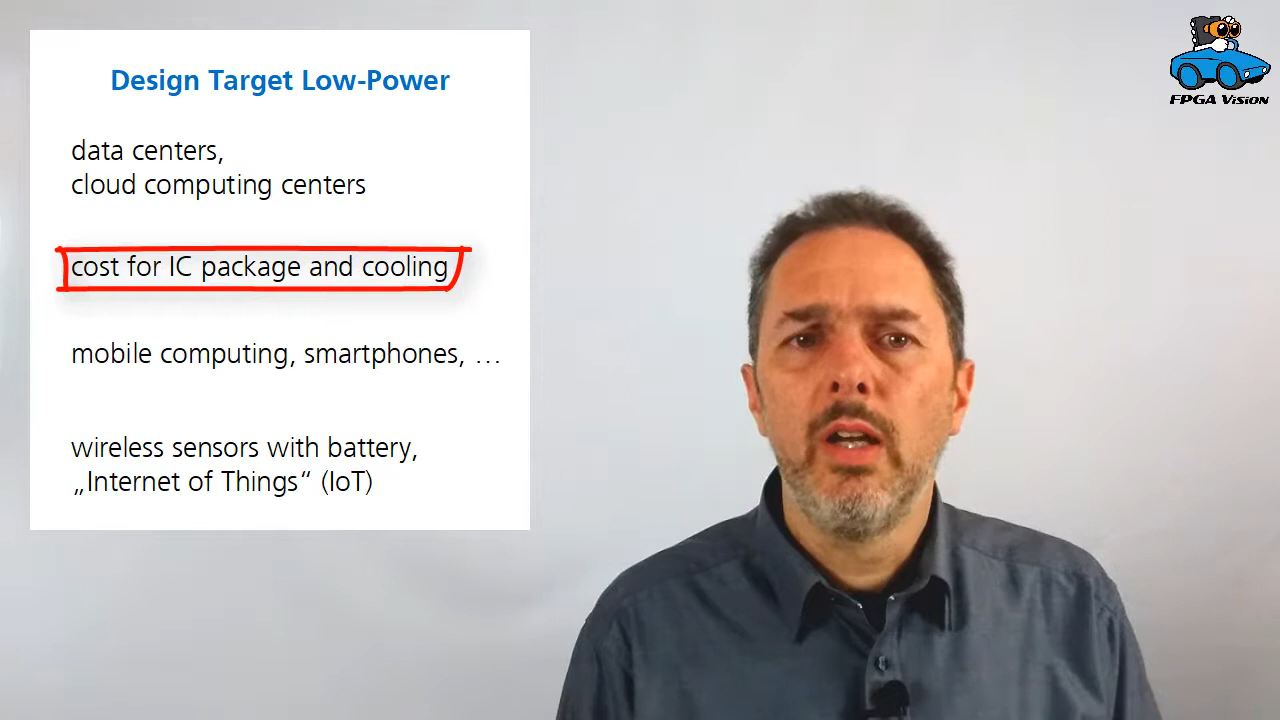 Design Target Low-Power
data centers,
cloud computing centers
cost for IC package and cooling
mobile computing, smartphones, …
wireless sensors with battery,
„Internet of Things“ (IoT)
FPGA Vision